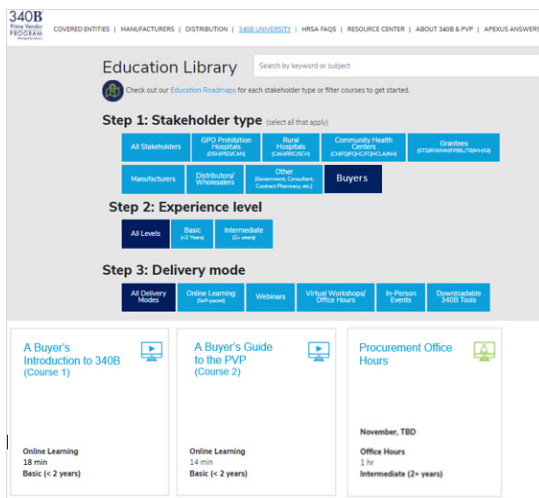 340B
Prime Vendor
PROGRAM
COVERED ENTITIES | MANUFACTURERS | DISTRIBUTION | 340B UNIVERSITY | HRSA FAQS | RESOURCE CENTER | ABOUT 340B & PVP | APEXUS ANSWERS
Education Library
Search by keyword or subject
Check out our Education Roadmaps for each stakeholder type or filter courses to get started.
Step 1: Stakeholder type (select all that apply)
All Stakeholders
GPO Prohibition
Hospitals
(DSH/PED/CAN)
Rural
Hospitals
(CAH/RRC/SCH)
Community Health
Centers
Grantees
Manufacturers
Distributors/
Wholesalers
Other
(Government, Consultant,
Contract Pharmacy, etc.)
Buyers
Step 2: Experience level
All Levels
Basic
(<2 Years)
Intermediate
(2+ years)
Step 3: Delivery mode
All Delivery
Modes
Online Learning
(Self-paced)
Webinars
Virtual Workshops/
Office Hours
In-Person
Events
Downloadable
340B Tools
A Buyer's
Introduction to 340B
(Course 1)
Online Learning
18 min
Basic (< 2 years)
A Buyer's Guide
to the PVP
(Course 2)
Online Learning
14 min
Basic (< 2 years)
Procurement Office
Hours
November, TBD
Office Hours
1 hr
Intermediate (2+ years)